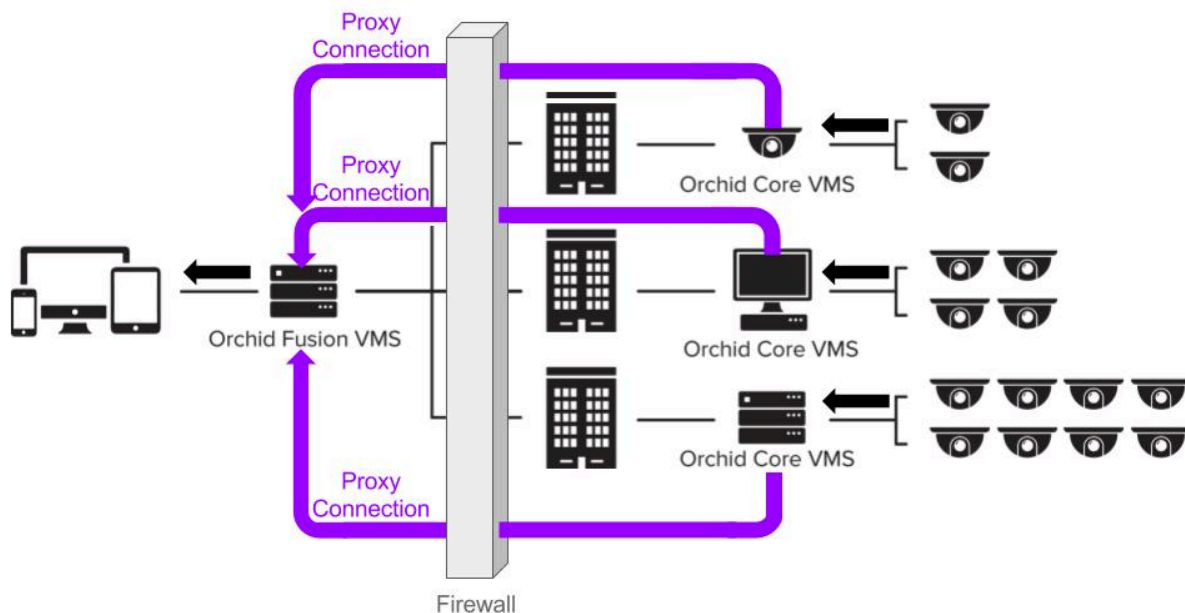 Proxy
Connection
Orchid Core VMS
Proxy
Connection
Orchid Fusion VMS
Orchid Core VMS
Orchid Core VMS
Proxy
Connection
Firewall